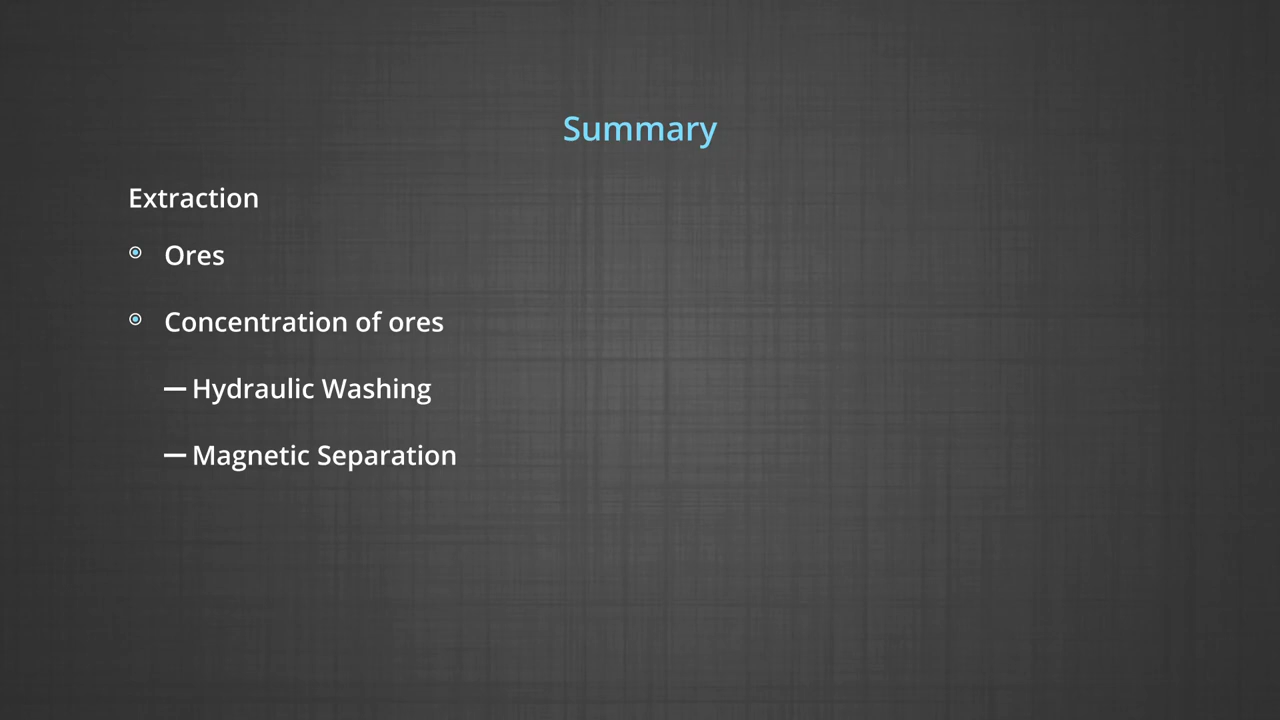 Summary
Extraction
Ores
Concentration of ores
— Hydraulic Washing
— Magnetic Separation